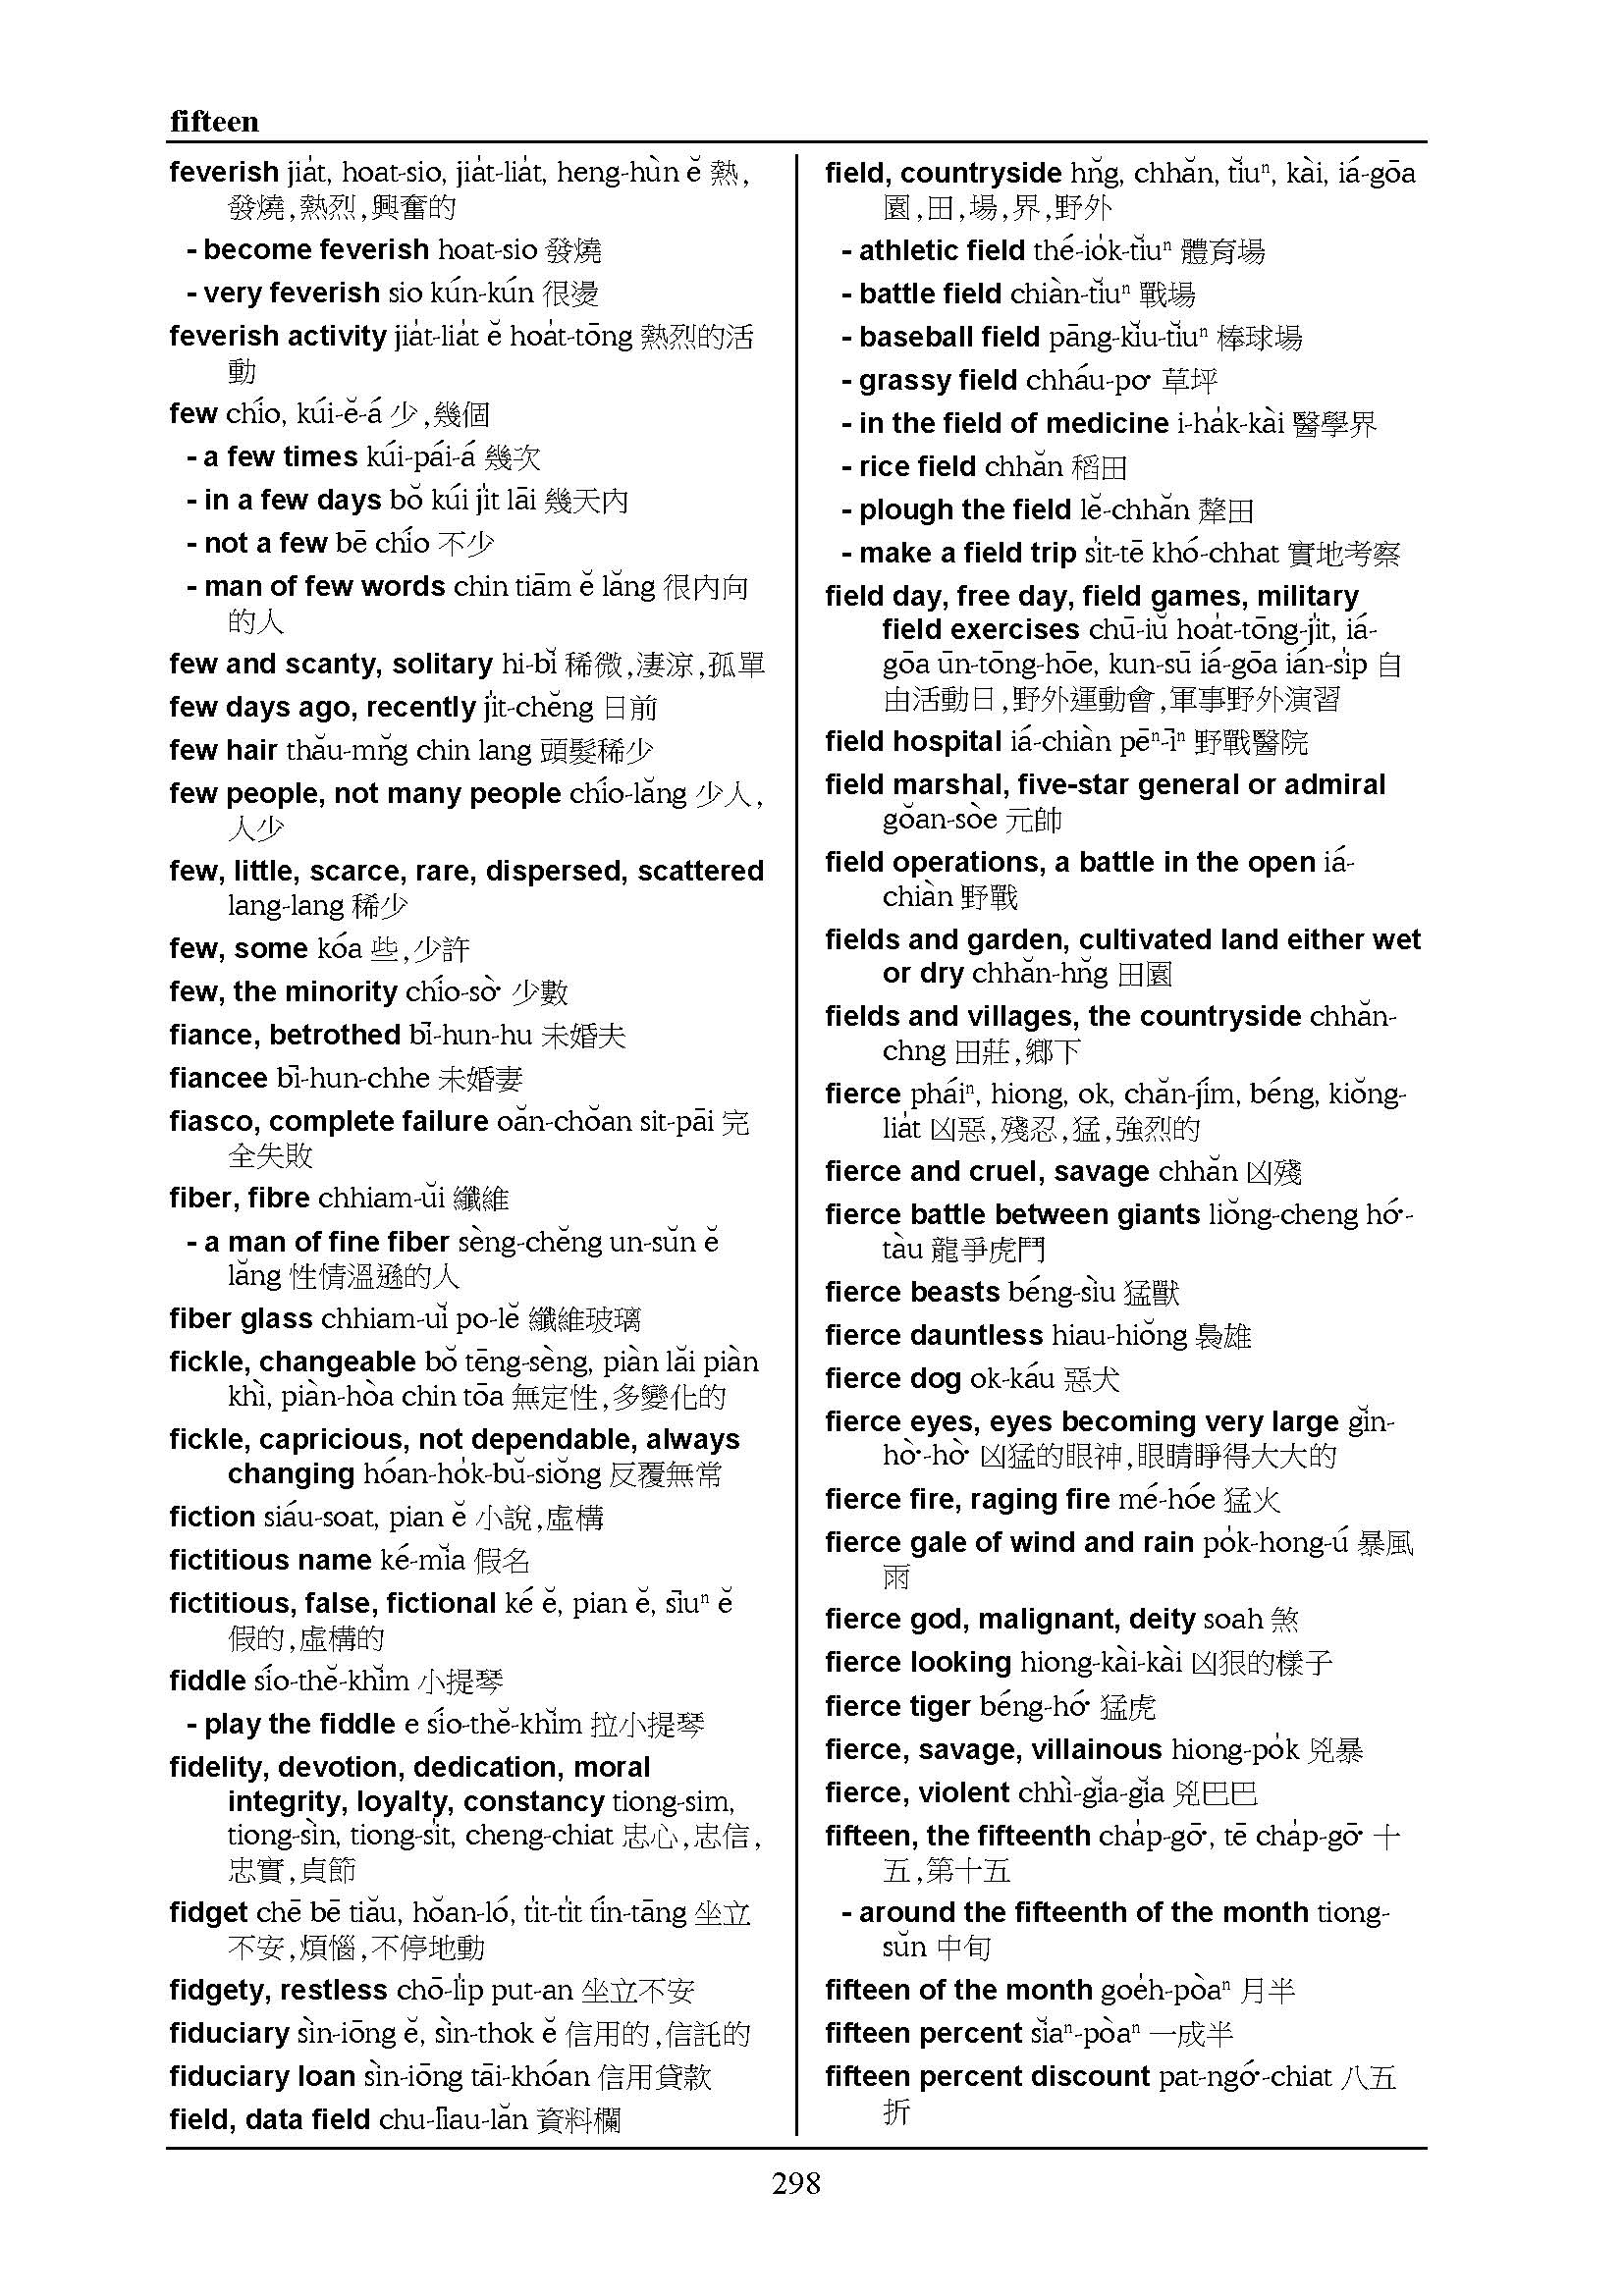 fifteen
feverish jia̍t, hoat-sio, jia̍t-lia̍t, heng-hùn ĕ 熱,
發燒,熱烈,興奮的
- become feverish hoat-sio 發燒
- very feverish sio kún-kún 很燙
feverish activity jia̍t-lia̍t ĕ hoa̍t-tōng 熱烈的活
動
few chío, kúi-ĕ-á 少,幾個
- a few times kúi-pái-á 幾次
- in a few days bŏ kúi ji̍t lāi 幾天內
- not a few bē chío 不少
- man of few words chin tiām ĕ lăng 很內向
的人
few and scanty, solitary hi-bĭ 稀微,淒涼,孤單
few days ago, recently ji̍t-chĕng 日前
few hair thău-mn̆g chin lang 頭髮稀少
few people, not many people chío-lăng 少人,
人少
few, little, scarce, rare, dispersed, scattered
lang-lang 稀少
few, some kóa 些,少許
few, the minority chío-sò͘ 少數
fiance, betrothed bī-hun-hu 未婚夫
fiancee bī-hun-chhe 未婚妻
fiasco, complete failure oăn-chŏan sit-pāi 完
全失敗
fiber, fibre chhiam-ŭi 纖維
- a man of fine fiber sèng-chĕng un-sŭn ĕ
lăng 性情溫遜的人
fiber glass chhiam-uĭ po-lĕ 纖維玻璃
fickle, changeable bŏ tēng-sèng, piàn lăi piàn
khì, piàn-hòa chin tōa 無定性,多變化的
fickle, capricious, not dependable, always
changing hóan-ho̍k-bŭ-siŏng 反覆無常
fiction siáu-soat, pian ĕ 小說,虛構
fictitious name ké-mĭa 假名
fictitious, false, fictional ké ĕ, pian ĕ, sīuⁿ ĕ
假的,虛構的
fiddle sío-thĕ-khĭm 小提琴
- play the fiddle e sío-thĕ-khĭm 拉小提琴
fidelity, devotion, dedication, moral
integrity, loyalty, constancy tiong-sim,
tiong-sìn, tiong-si̍t, cheng-chiat 忠心,忠信,
忠實,貞節
fidget chē bē tiău, hŏan-ló, ti̍t-ti̍t tín-tāng 坐立
不安,煩惱,不停地動
fidgety, restless chō-li̍p put-an 坐立不安
fiduciary sìn-iōng ĕ, sìn-thok ĕ 信用的,信託的
fiduciary loan sìn-iōng tāi-khóan 信用貸款
field, data field chu-līau-lăn 資料欄
field, countryside hn̆g, chhăn, tĭuⁿ, kài, iá-gōa
園,田,場,界,野外
- athletic field thé-io̍k-tĭuⁿ 體育場
- battle field chiàn-tĭuⁿ 戰場
- baseball field pāng-kĭu-tĭuⁿ 棒球場
- grassy field chháu-po͘ 草坪
- in the field of medicine i-ha̍k-kài 醫學界
- rice field chhăn 稻田
- plough the field lĕ-chhăn 犛田
- make a field trip si̍t-tē khó-chhat 實地考察
field day, free day, field games, military
field exercises chū-iŭ hoa̍t-tōng-ji̍t, iá-
gōa ūn-tōng-hōe, kun-sū iá-gōa ián-si̍p 自
由活動日,野外運動會,軍事野外演習
field hospital iá-chiàn pēⁿ-īⁿ 野戰醫院
field marshal, five-star general or admiral
gŏan-sòe 元帥
field operations, a battle in the open iá-
chiàn 野戰
fields and garden, cultivated land either wet
or dry chhăn-hn̆g 田園
fields and villages, the countryside chhăn-
chng 田莊,鄉下
fierce pháiⁿ, hiong, ok, chăn-jím, béng, kiŏng-
lia̍t 凶惡,殘忍,猛,強烈的
fierce and cruel, savage chhăn 凶殘
fierce battle between giants liŏng-cheng hó͘-
tàu 龍爭虎鬥
fierce beasts béng-sìu 猛獸
fierce dauntless hiau-hiŏng 裊雄
fierce dog ok-káu 惡犬
fierce eyes, eyes becoming very large gĭn-
hò͘-hò͘ 凶猛的眼神,眼睛睜得大大的
fierce fire, raging fire mé-hóe 猛火
fierce gale of wind and rain po̍k-hong-ú 暴風
雨
fierce god, malignant, deity soah 煞
fierce looking hiong-kài-kài 凶狠的樣子
fierce tiger béng-hó͘ 猛虎
fierce, savage, villainous hiong-po̍k 兇暴
fierce, violent chhì-gĭa-gĭa 兇巴巴
fifteen, the fifteenth cha̍p-gō͘, tē cha̍p-gō͘ 十
五,第十五
- around the fifteenth of the month tiong-
sŭn 中旬
fifteen of the month goe̍h-pòaⁿ 月半
fifteen percent sĭaⁿ-pòaⁿ 一成半
fifteen percent discount pat-ngó͘-chiat 八五
折
298